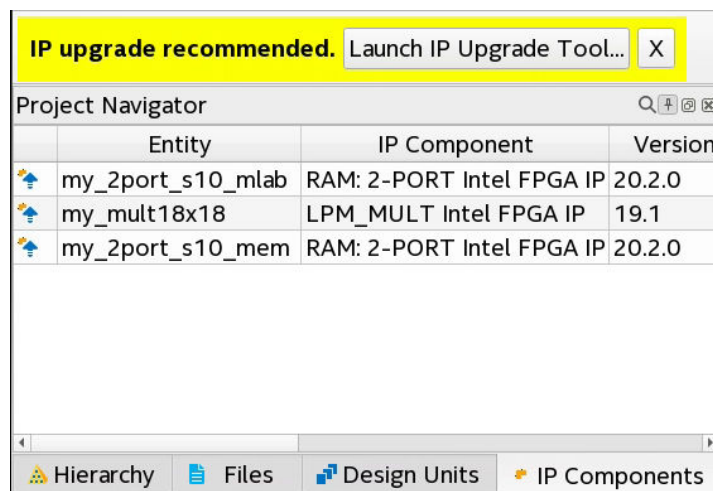 IP upgrade recommended. Launch IP Upgrade Tool... X
Project Navigator
Entity IP Component Version
my_2port_s10_mlab RAM: 2-PORT Intel FPGA IP 20.2.0
my_mult18x18 LPM_MULT Intel FPGA IP 19.1
my_2port_s10_mem RAM: 2-PORT Intel FPGA IP 20.2.0
Hierarchy Files Design Units IP Components